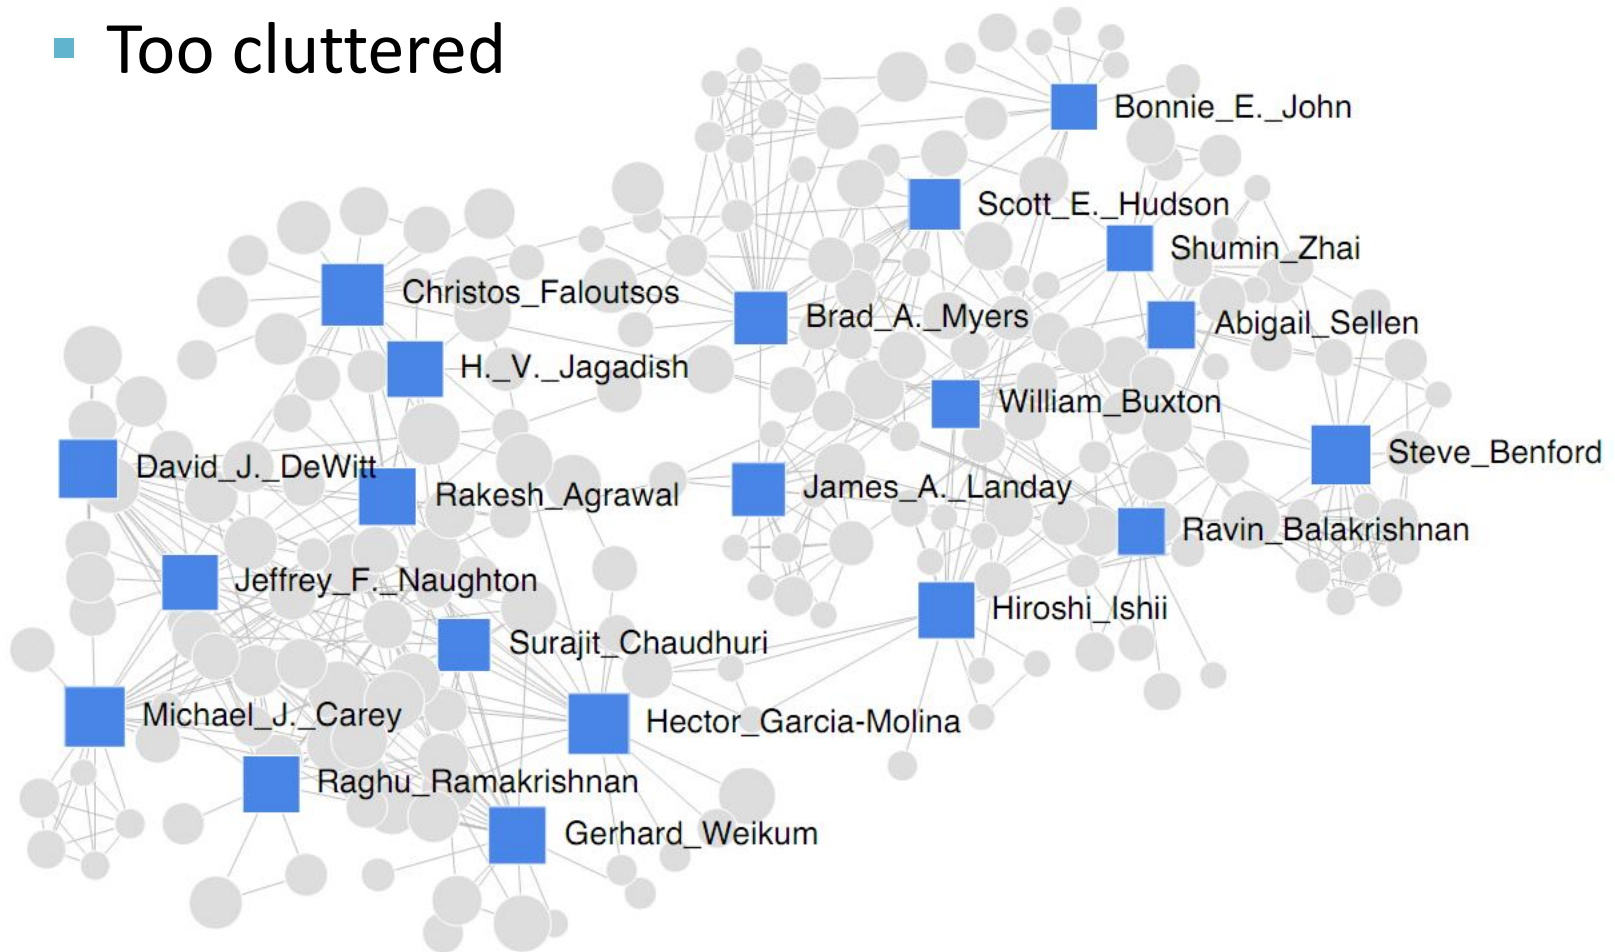 Too cluttered
Bonnie_E._John
Scott_E._Hudson
Shumin_Zhai
Christos_Faloutsos
Brad_A._Myers
Abigail_Sellen
H._V._Jagadish
William_Buxton
Steve_Benford
David_J._DeWitt
Rakesh_Agrawal
James_A._Landay
Ravin_Balakrishnan
Jeffrey_F._Naughton
Hiroshi_Ishii
Surajit_Chaudhuri
Michael_J._Carey
Hector_Garcia-Molina
Raghu_Ramakrishnan
Gerhard_Weikum